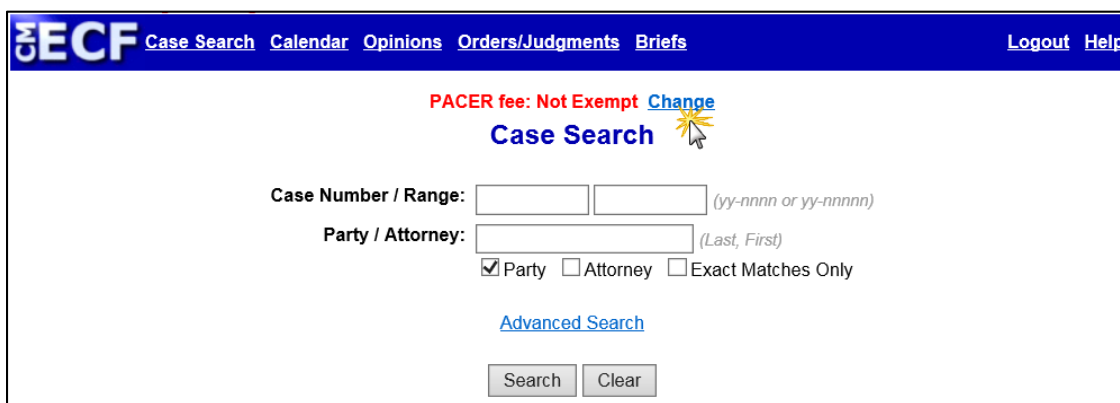 CM ECF Case Search Calendar Opinions Orders/Judgments Briefs Logout Help
PACER fee: Not Exempt Change
Case Search
Case Number / Range: (yy-nnnn or yy-nnnnn)
Party / Attorney: (Last, First)
Party Attorney Exact Matches Only
Advanced Search
Search Clear